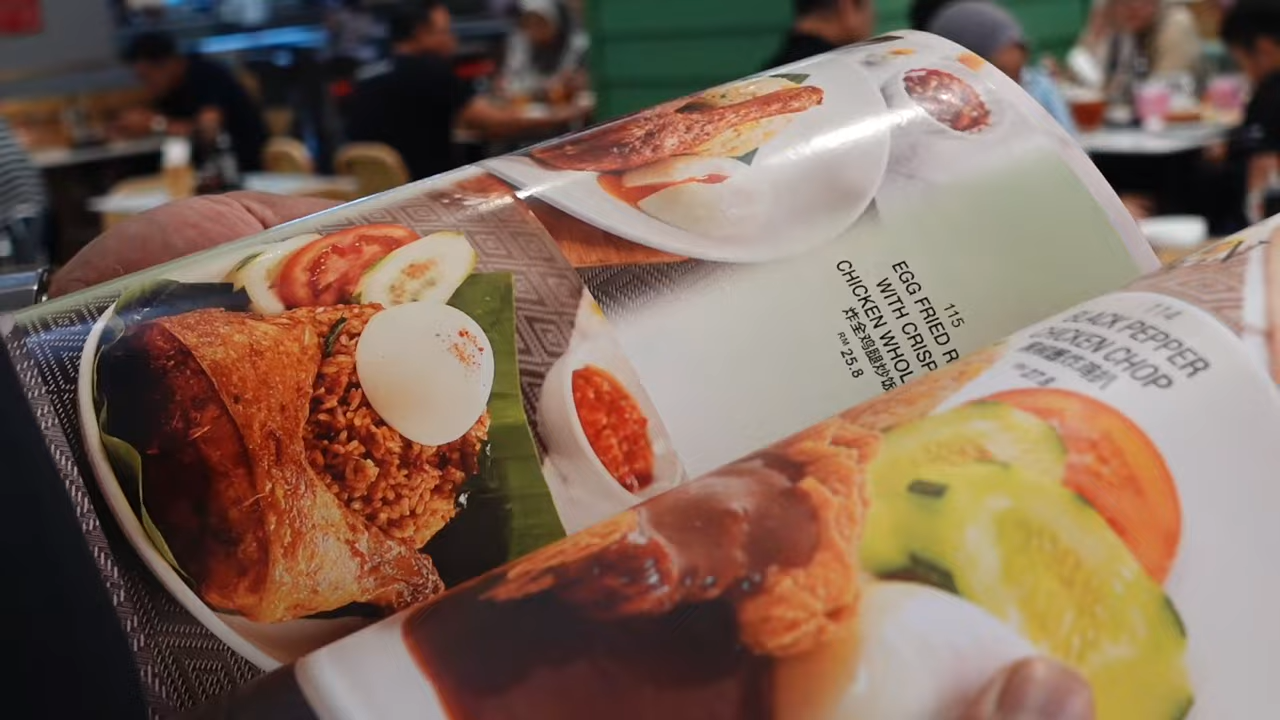 115
EGG FRIED R
WITH CRISP
CHICKEN WHOL
炸全鸡腿炒饭
RM 25.8
114
BLACK PEPPER
CHICKEN CHOP